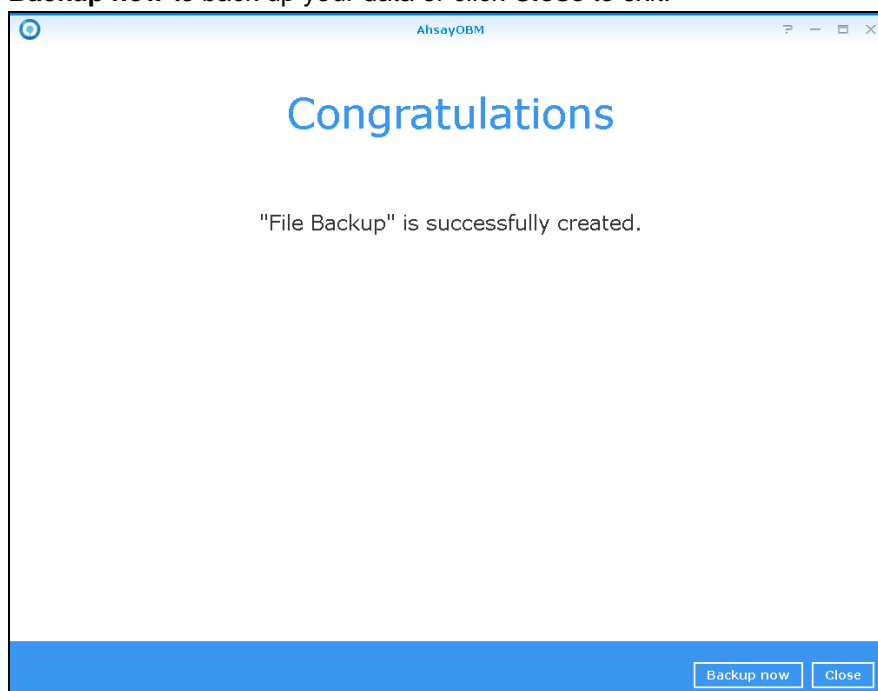 Backup now to back up your data or click Close to exit.
AhsayOBM
Congratulations
"File Backup" is successfully created.
Backup now Close